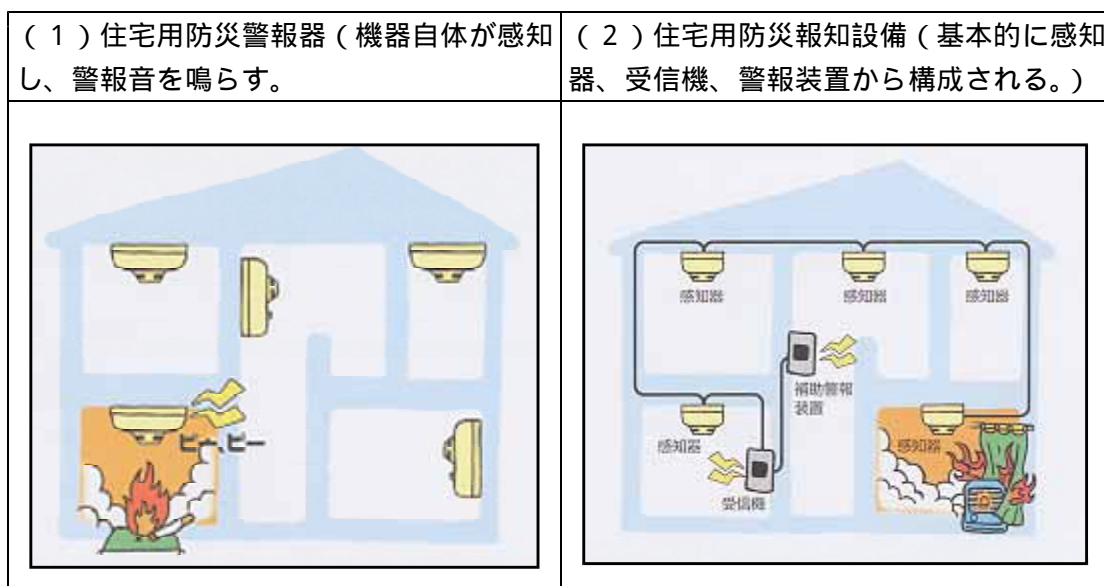 (1)住宅用防災警報器(機器自体が感知
し、警報音を鳴らす。
(2)住宅用防災報知設備(基本的に感知
器、受信機、警報装置から構成される。)
ピー、ピー
感知器
感知器
感知器
補助警報
装置
感知器
感知器
受信機